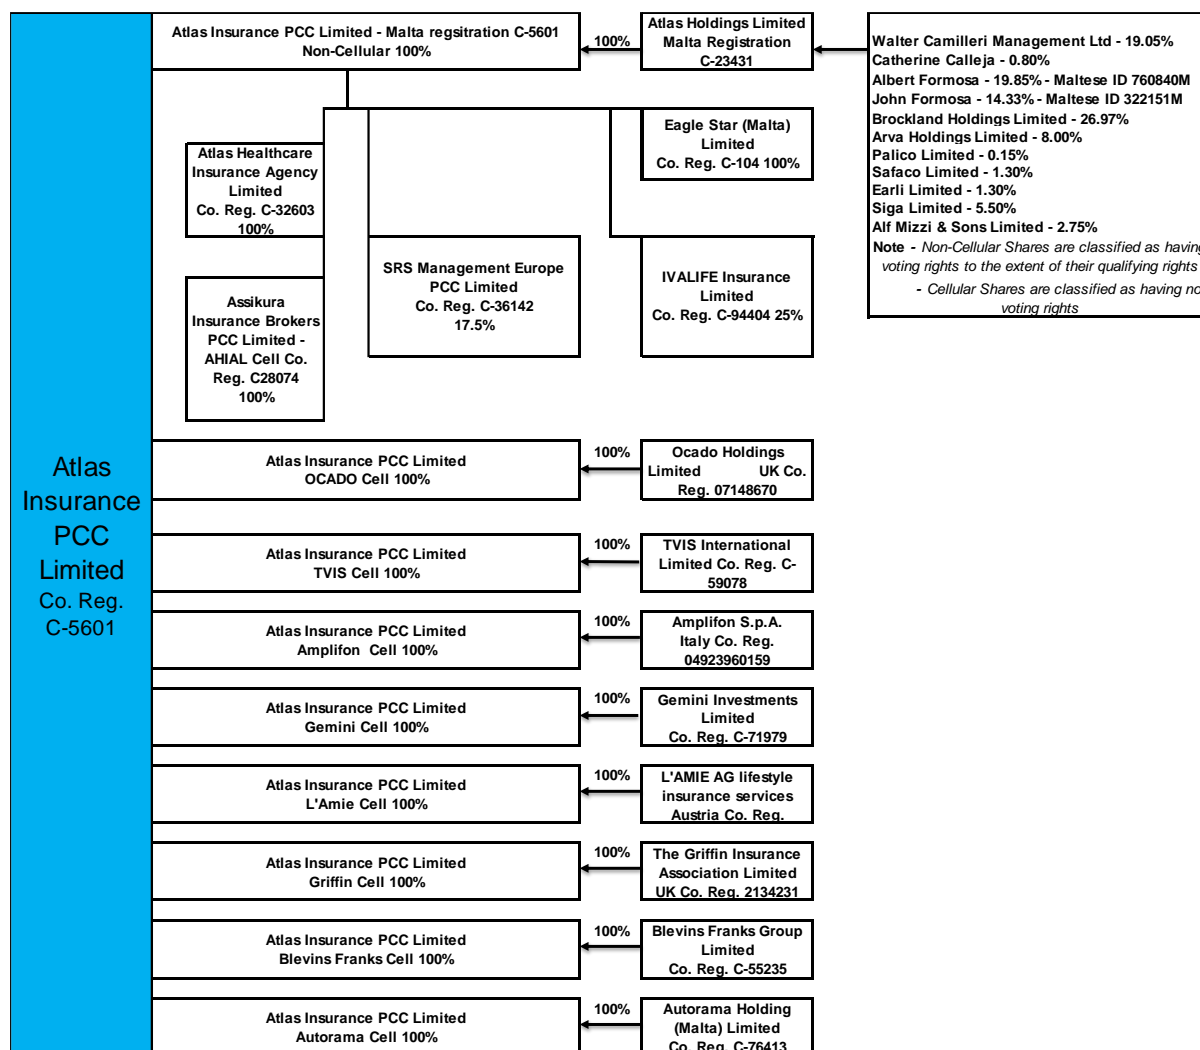 Atlas
Insurance
PCC
Limited
Co. Reg.
C-5601
Atlas Insurance PCC Limited - Malta regsitration C-5601
Non-Cellular 100%
100%
Atlas Holdings Limited
Malta Registration
C-23431
Walter Camilleri Management Ltd - 19.05%
Catherine Calleja - 0.80%
Albert Formosa - 19.85% - Maltese ID 760840M
John Formosa - 14.33% - Maltese ID 322151M
Brockland Holdings Limited - 26.97%
Arva Holdings Limited - 8.00%
Palico Limited - 0.15%
Safaco Limited - 1.30%
Earli Limited - 1.30%
Siga Limited - 5.50%
Alf Mizzi & Sons Limited - 2.75%
Note - Non-Cellular Shares are classified as having
voting rights to the extent of their qualifying rights
- Cellular Shares are classified as having no
voting rights
Atlas Healthcare
Insurance Agency
Limited
Co. Reg. C-32603
100%
Eagle Star (Malta)
Limited
Co. Reg. C-104 100%
Assikura
Insurance Brokers
PCC Limited -
AHIAL Cell Co.
Reg. C28074
100%
SRS Management Europe
PCC Limited
Co. Reg. C-36142
17.5%
IVALIFE Insurance
Limited
Co. Reg. C-94404 25%
Atlas Insurance PCC Limited
OCADO Cell 100%
100%
Ocado Holdings
Limited UK Co.
Reg. 07148670
Atlas Insurance PCC Limited
TVIS Cell 100%
100%
TVIS International
Limited Co. Reg. C-
59078
Atlas Insurance PCC Limited
Amplifon Cell 100%
100%
Amplifon S.p.A.
Italy Co. Reg.
04923960159
Atlas Insurance PCC Limited
Gemini Cell 100%
100%
Gemini Investments
Limited
Co. Reg. C-71979
Atlas Insurance PCC Limited
L'Amie Cell 100%
100%
L'AMIE AG lifestyle
insurance services
Austria Co. Reg.
Atlas Insurance PCC Limited
Griffin Cell 100%
100%
The Griffin Insurance
Association Limited
UK Co. Reg. 2134231
Atlas Insurance PCC Limited
Blevins Franks Cell 100%
100%
Blevins Franks Group
Limited
Co. Reg. C-55235
Atlas Insurance PCC Limited
Autorama Cell 100%
100%
Autorama Holding
(Malta) Limited
Co. Reg. C-76413